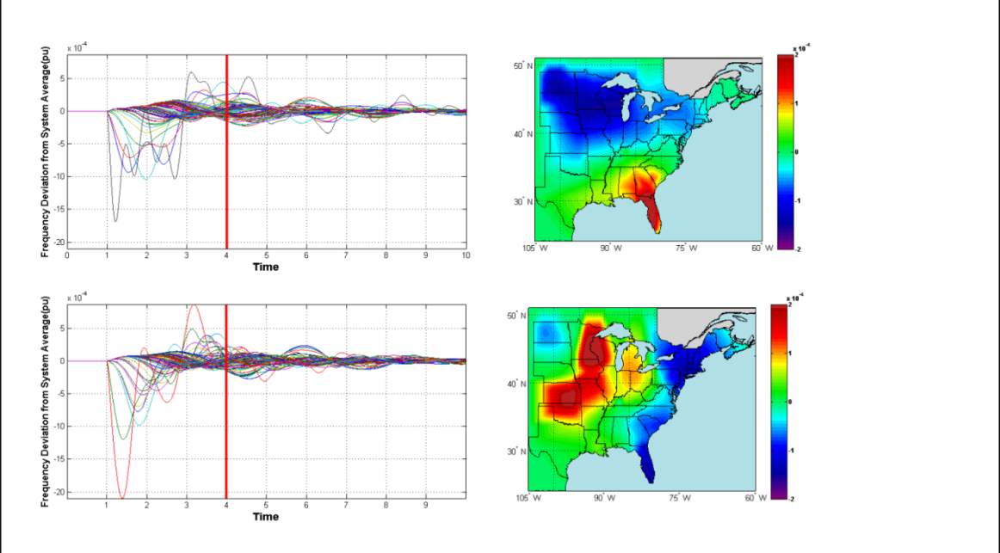 Frequency Deviation from System Average(pu)
x 10-4
5
0
-5
-10
-15
-20
0 1 2 3 4 5 6 7 8 9 10
Time
50° N
40° N
30° N
105° W 90° W 75° W 60° W
x 10-4
2
1
0
-1
-2
Frequency Deviation from System Average(pu)
x 10-4
5
0
-5
-10
-15
-20
1 2 3 4 5 6 7 8 9 10
Time
50° N
40° N
30° N
105° W 90° W 75° W 60° W
x 10-4
2
1
0
-1
-2